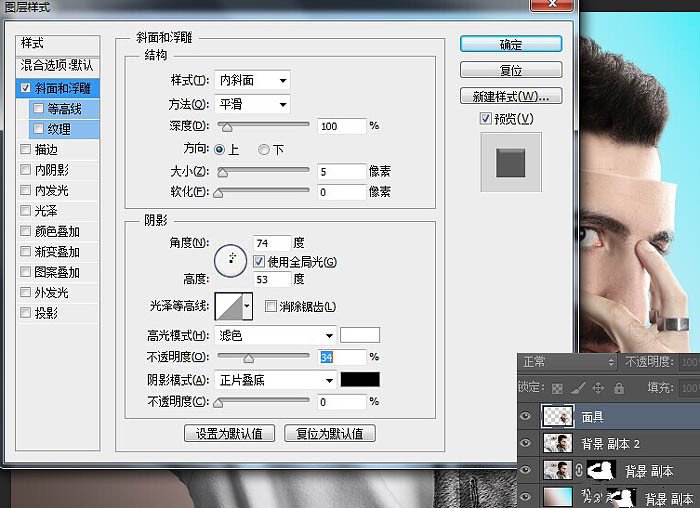 图层样式
样式
混合选项:默认
斜面和浮雕
等高线
纹理
描边
内阴影
内发光
光泽
颜色叠加
渐变叠加
图案叠加
外发光
投影
斜面和浮雕
结构
样式(T): 内斜面
方法(Q): 平滑
深度(D): 100 %
方向: 上 下
大小(Z): 5 像素
软化(F): 0 像素
阴影
角度(N): 74 度
使用全局光(G)
高度: 53 度
光泽等高线: 消除锯齿(L)
高光模式(H): 滤色
不透明度(O): 34 %
阴影模式(A): 正片叠底
不透明度(C): 0 %
设置为默认值 复位为默认值
确定
复位
新建样式(W)...
预览(V)
正常 不透明度: 100
锁定: 填充: 100
面具
背景 副本 2
背景 副本
背景 副本